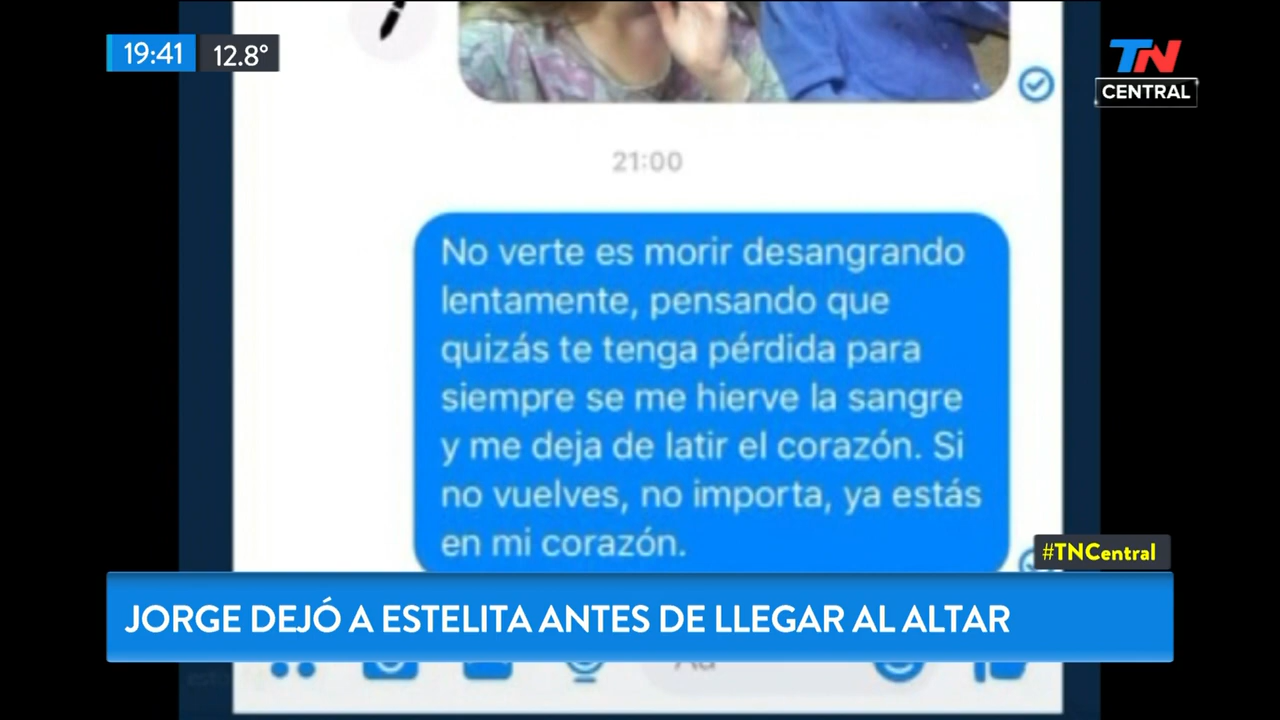 19:41 12.8°
TN
CENTRAL
21:00
No verte es morir desangrando
lentamente, pensando que
quizás te tenga pérdida para
siempre se me hierve la sangre
y me deja de latir el corazón. Si
no vuelves, no importa, ya estás
en mi corazón.
#TNCentral
JORGE DEJÓ A ESTELITA ANTES DE LLEGAR AL ALTAR